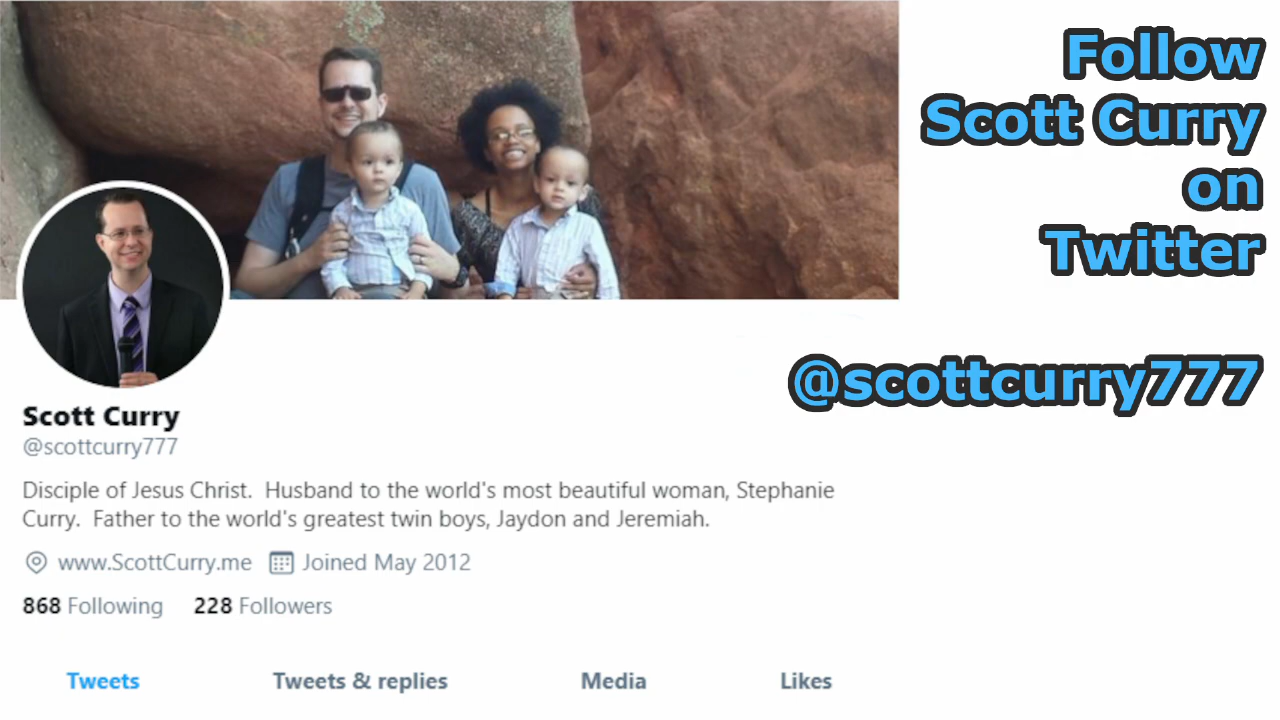 Follow
Scott Curry
on
Twitter
@scottcurry777
Scott Curry
@scottcurry777
Disciple of Jesus Christ.  Husband to the world's most beautiful woman, Stephanie
Curry.  Father to the world's greatest twin boys, Jaydon and Jeremiah.
www.ScottCurry.me Joined May 2012
868 Following 228 Followers
Tweets Tweets & replies Media Likes